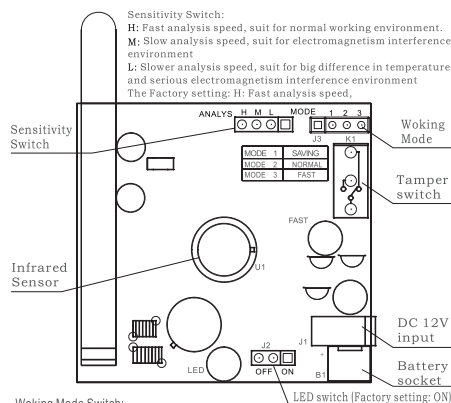 Sensitivity Switch:
H: Fast analysis speed, suit for normal working environment.
M: Slow analysis speed, suit for electromagnetism interference
environment
L: Slower analysis speed, suit for big difference in temperature
and serious electromagnetism interference environment
The Factory setting: H: Fast analysis speed,
ANALYS H M L MODE 1 2 3
J3 K1
Sensitivity
Switch
Woking
Mode
MODE 1 SAVING
MODE 2 NORMAL
MODE 3 FAST
Tamper
switch
FAST
Infrared
Sensor
U1
DC 12V
input
J1
J2
LED
OFF ON
+
B1
Battery
socket
LED switch (Factory setting: ON)
Woking Mode Switch: